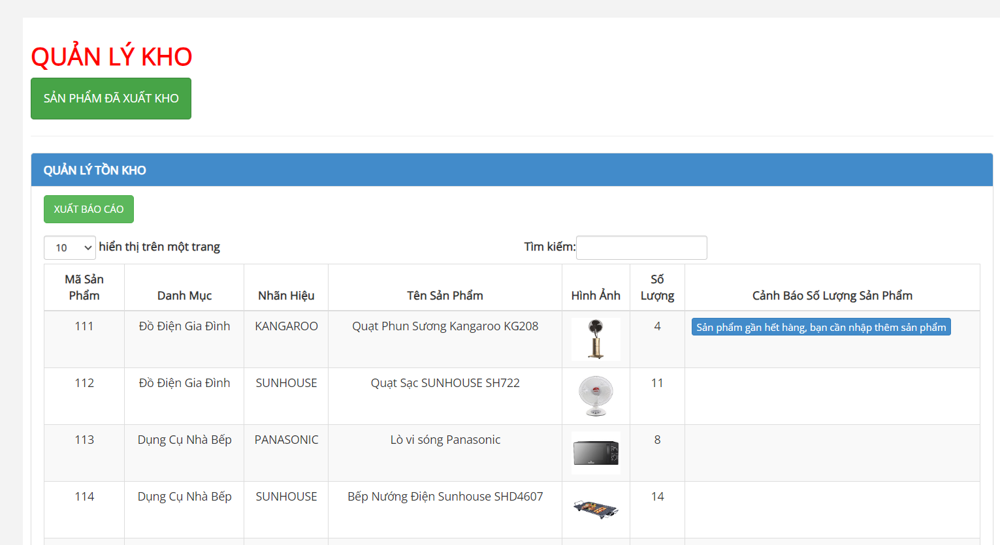 QUẢN LÝ KHO
SẢN PHẨM ĐÃ XUẤT KHO
QUẢN LÝ TỒN KHO
XUẤT BÁO CÁO
10 hiển thị trên một trang
Tìm kiếm:
Mã Sản Phẩm Danh Mục Nhãn Hiệu Tên Sản Phẩm Hình Ảnh Số Lượng Cảnh Báo Số Lượng Sản Phẩm
111 Đồ Điện Gia Đình KANGAROO Quạt Phun Sương Kangaroo KG208 4 Sản phẩm gần hết hàng, bạn cần nhập thêm sản phẩm
112 Đồ Điện Gia Đình SUNHOUSE Quạt Sạc SUNHOUSE SH722 11
113 Dụng Cụ Nhà Bếp PANASONIC Lò vi sóng Panasonic 8
114 Dụng Cụ Nhà Bếp SUNHOUSE Bếp Nướng Điện Sunhouse SHD4607 14